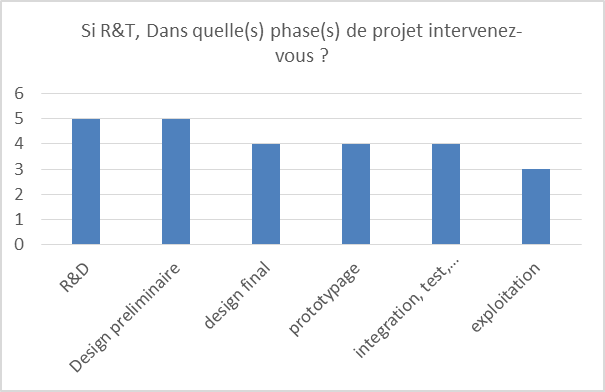 Si R&T, Dans quelle(s) phase(s) de projet intervenez-
vous ?
6
5
4
3
2
1
0
R&D
Design preliminaire
design final
prototypage
integration, test,...
exploitation